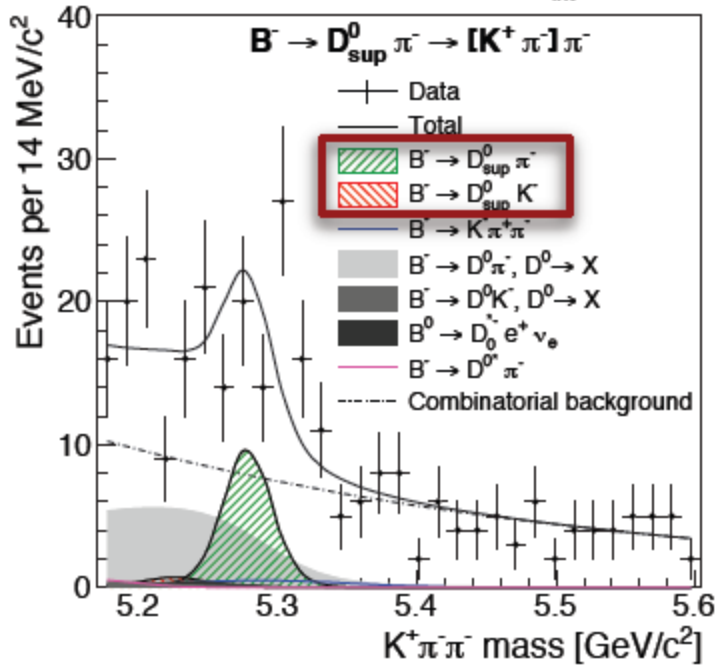 B⁻ → D⁰sup π⁻ → [K⁺ π⁻] π⁻
Data
Total
B⁻ → D⁰sup π⁻
B⁻ → D⁰sup K⁻
B⁻ → K⁻π⁺π⁻
B⁻ → D⁰π⁻, D⁰ → X
B⁻ → D⁰K⁻, D⁰ → X
B⁰ → D₀*⁻ e⁺ νe
B⁻ → D⁰* π⁻
Combinatorial background
Events per 14 MeV/c²
40
30
20
10
0
5.2 5.3 5.4 5.5 5.6
K⁺π⁻π⁻ mass [GeV/c²]